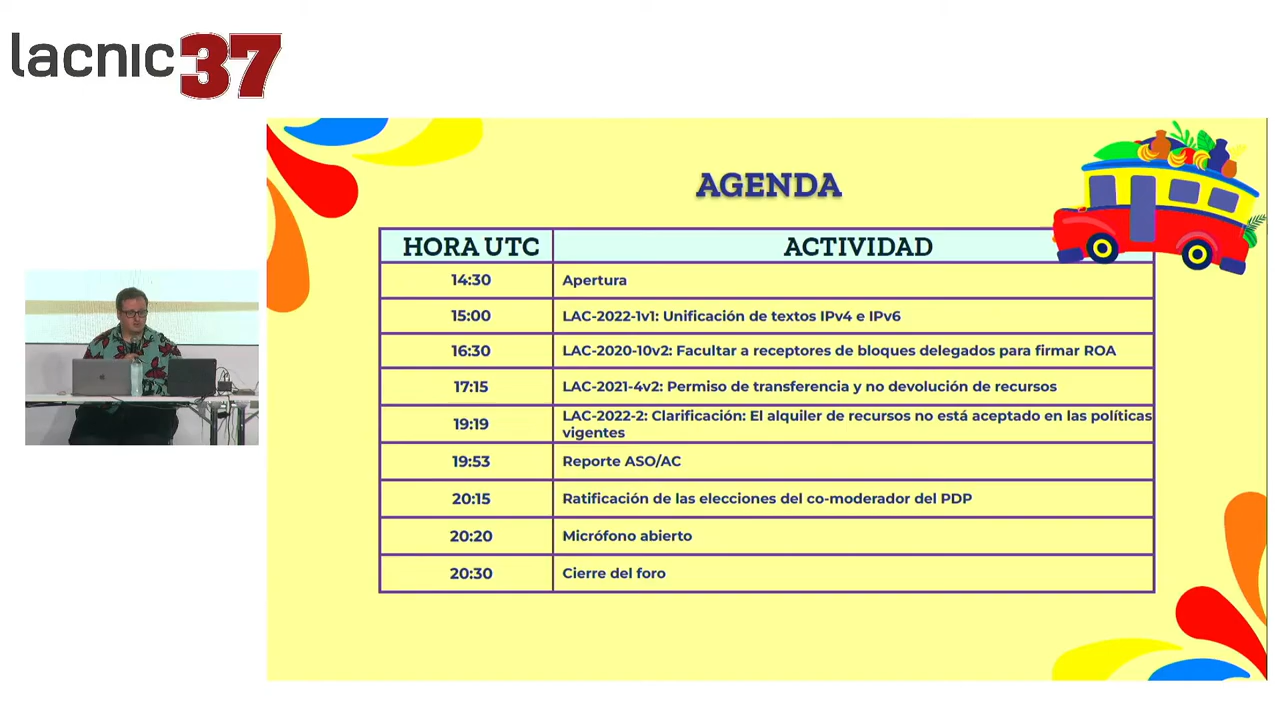 lacnic 37
AGENDA
HORA UTC ACTIVIDAD
14:30 Apertura
15:00 LAC-2022-1v1: Unificación de textos IPv4 e IPv6
16:30 LAC-2020-10v2: Facultar a receptores de bloques delegados para firmar ROA
17:15 LAC-2021-4v2: Permiso de transferencia y no devolución de recursos
19:19 LAC-2022-2: Clarificación: El alquiler de recursos no está aceptado en las políticas
vigentes
19:53 Reporte ASO/AC
20:15 Ratificación de las elecciones del co-moderador del PDP
20:20 Micrófono abierto
20:30 Cierre del foro